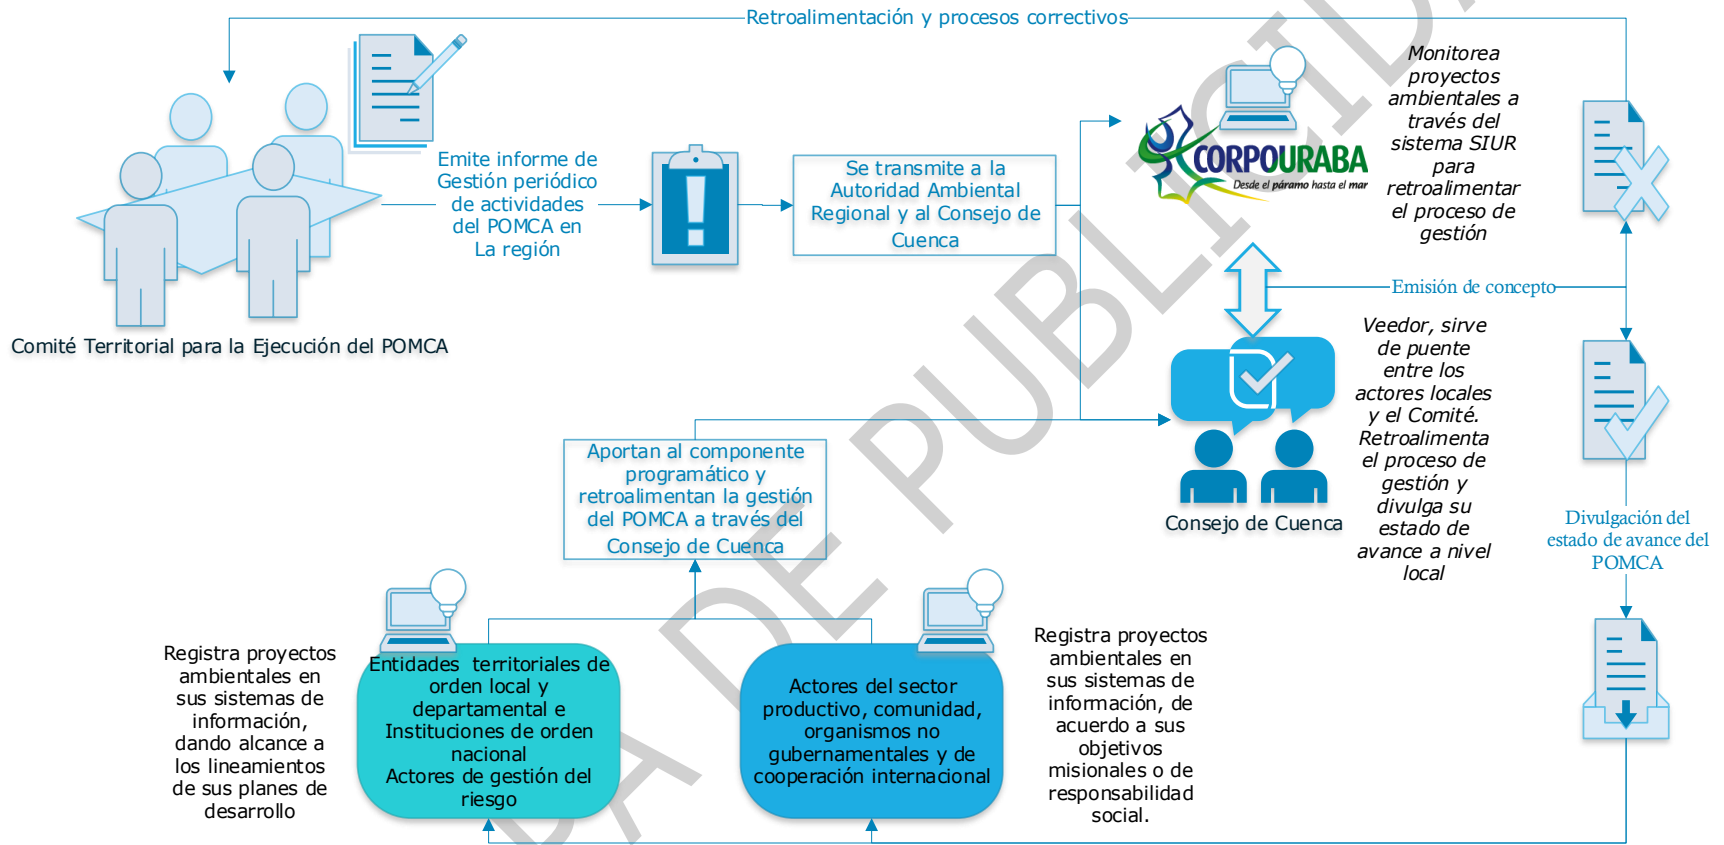 Retroalimentación y procesos correctivos
Emite informe de
Gestión periódico
de actividades
del POMCA en
La región
Se transmite a la
Autoridad Ambiental
Regional y al Consejo de
Cuenca
CORPOURABA
Desde el páramo hasta el mar
Monitorea
proyectos
ambientales a
través del
sistema SIUR
para
retroalimentar
el proceso de
gestión
Comité Territorial para la Ejecución del POMCA
Emisión de concepto
Veedor, sirve
de puente
entre los
actores locales
y el Comité.
Retroalimenta
el proceso de
gestión y
divulga su
estado de
avance a nivel
local
Consejo de Cuenca
Aportan al componente
programático y
retroalimentan la gestión
del POMCA a través del
Consejo de Cuenca
Divulgación del
estado de avance del
POMCA
Registra proyectos
ambientales en
sus sistemas de
información,
dando alcance a
los lineamientos
de sus planes de
desarrollo
Entidades territoriales de
orden local y
departamental e
Instituciones de orden
nacional
Actores de gestión del
riesgo
Actores del sector
productivo, comunidad,
organismos no
gubernamentales y de
cooperación internacional
Registra proyectos
ambientales en
sus sistemas de
información, de
acuerdo a sus
objetivos
misionales o de
responsabilidad
social.
DE PUBLICIDA